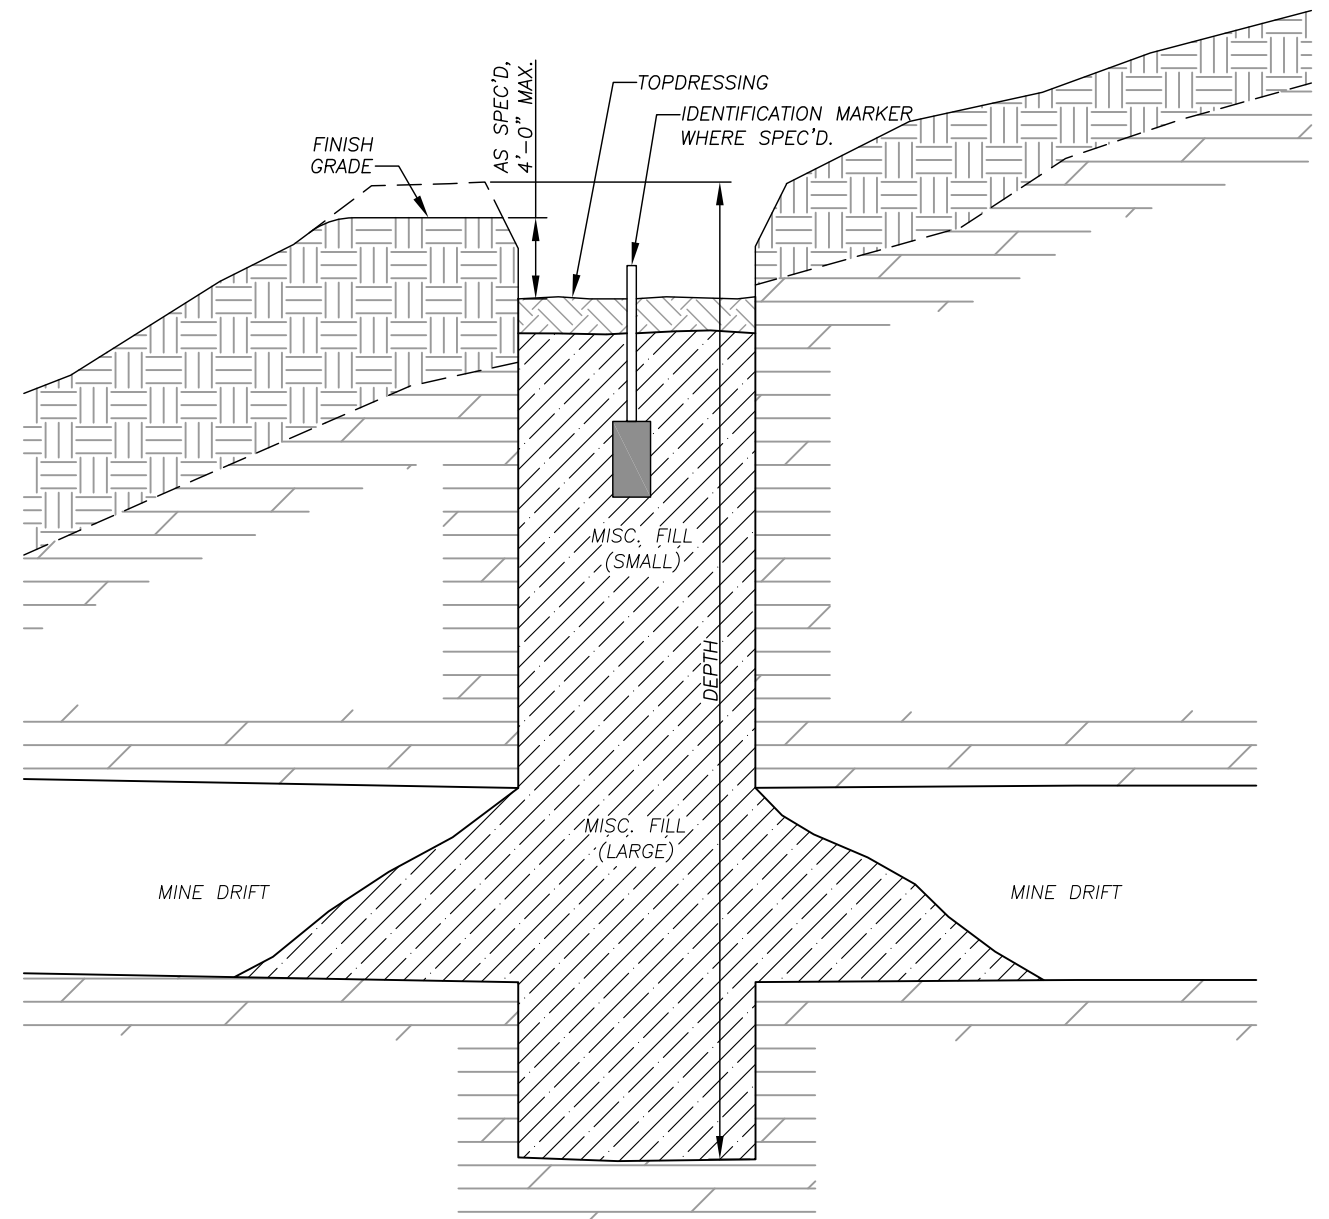 AS SPEC'D,
4'-0" MAX.
TOPDRESSING
IDENTIFICATION MARKER
WHERE SPEC'D.
FINISH
GRADE
MISC. FILL
(SMALL)
DEPTH
MISC. FILL
(LARGE)
MINE DRIFT
MINE DRIFT